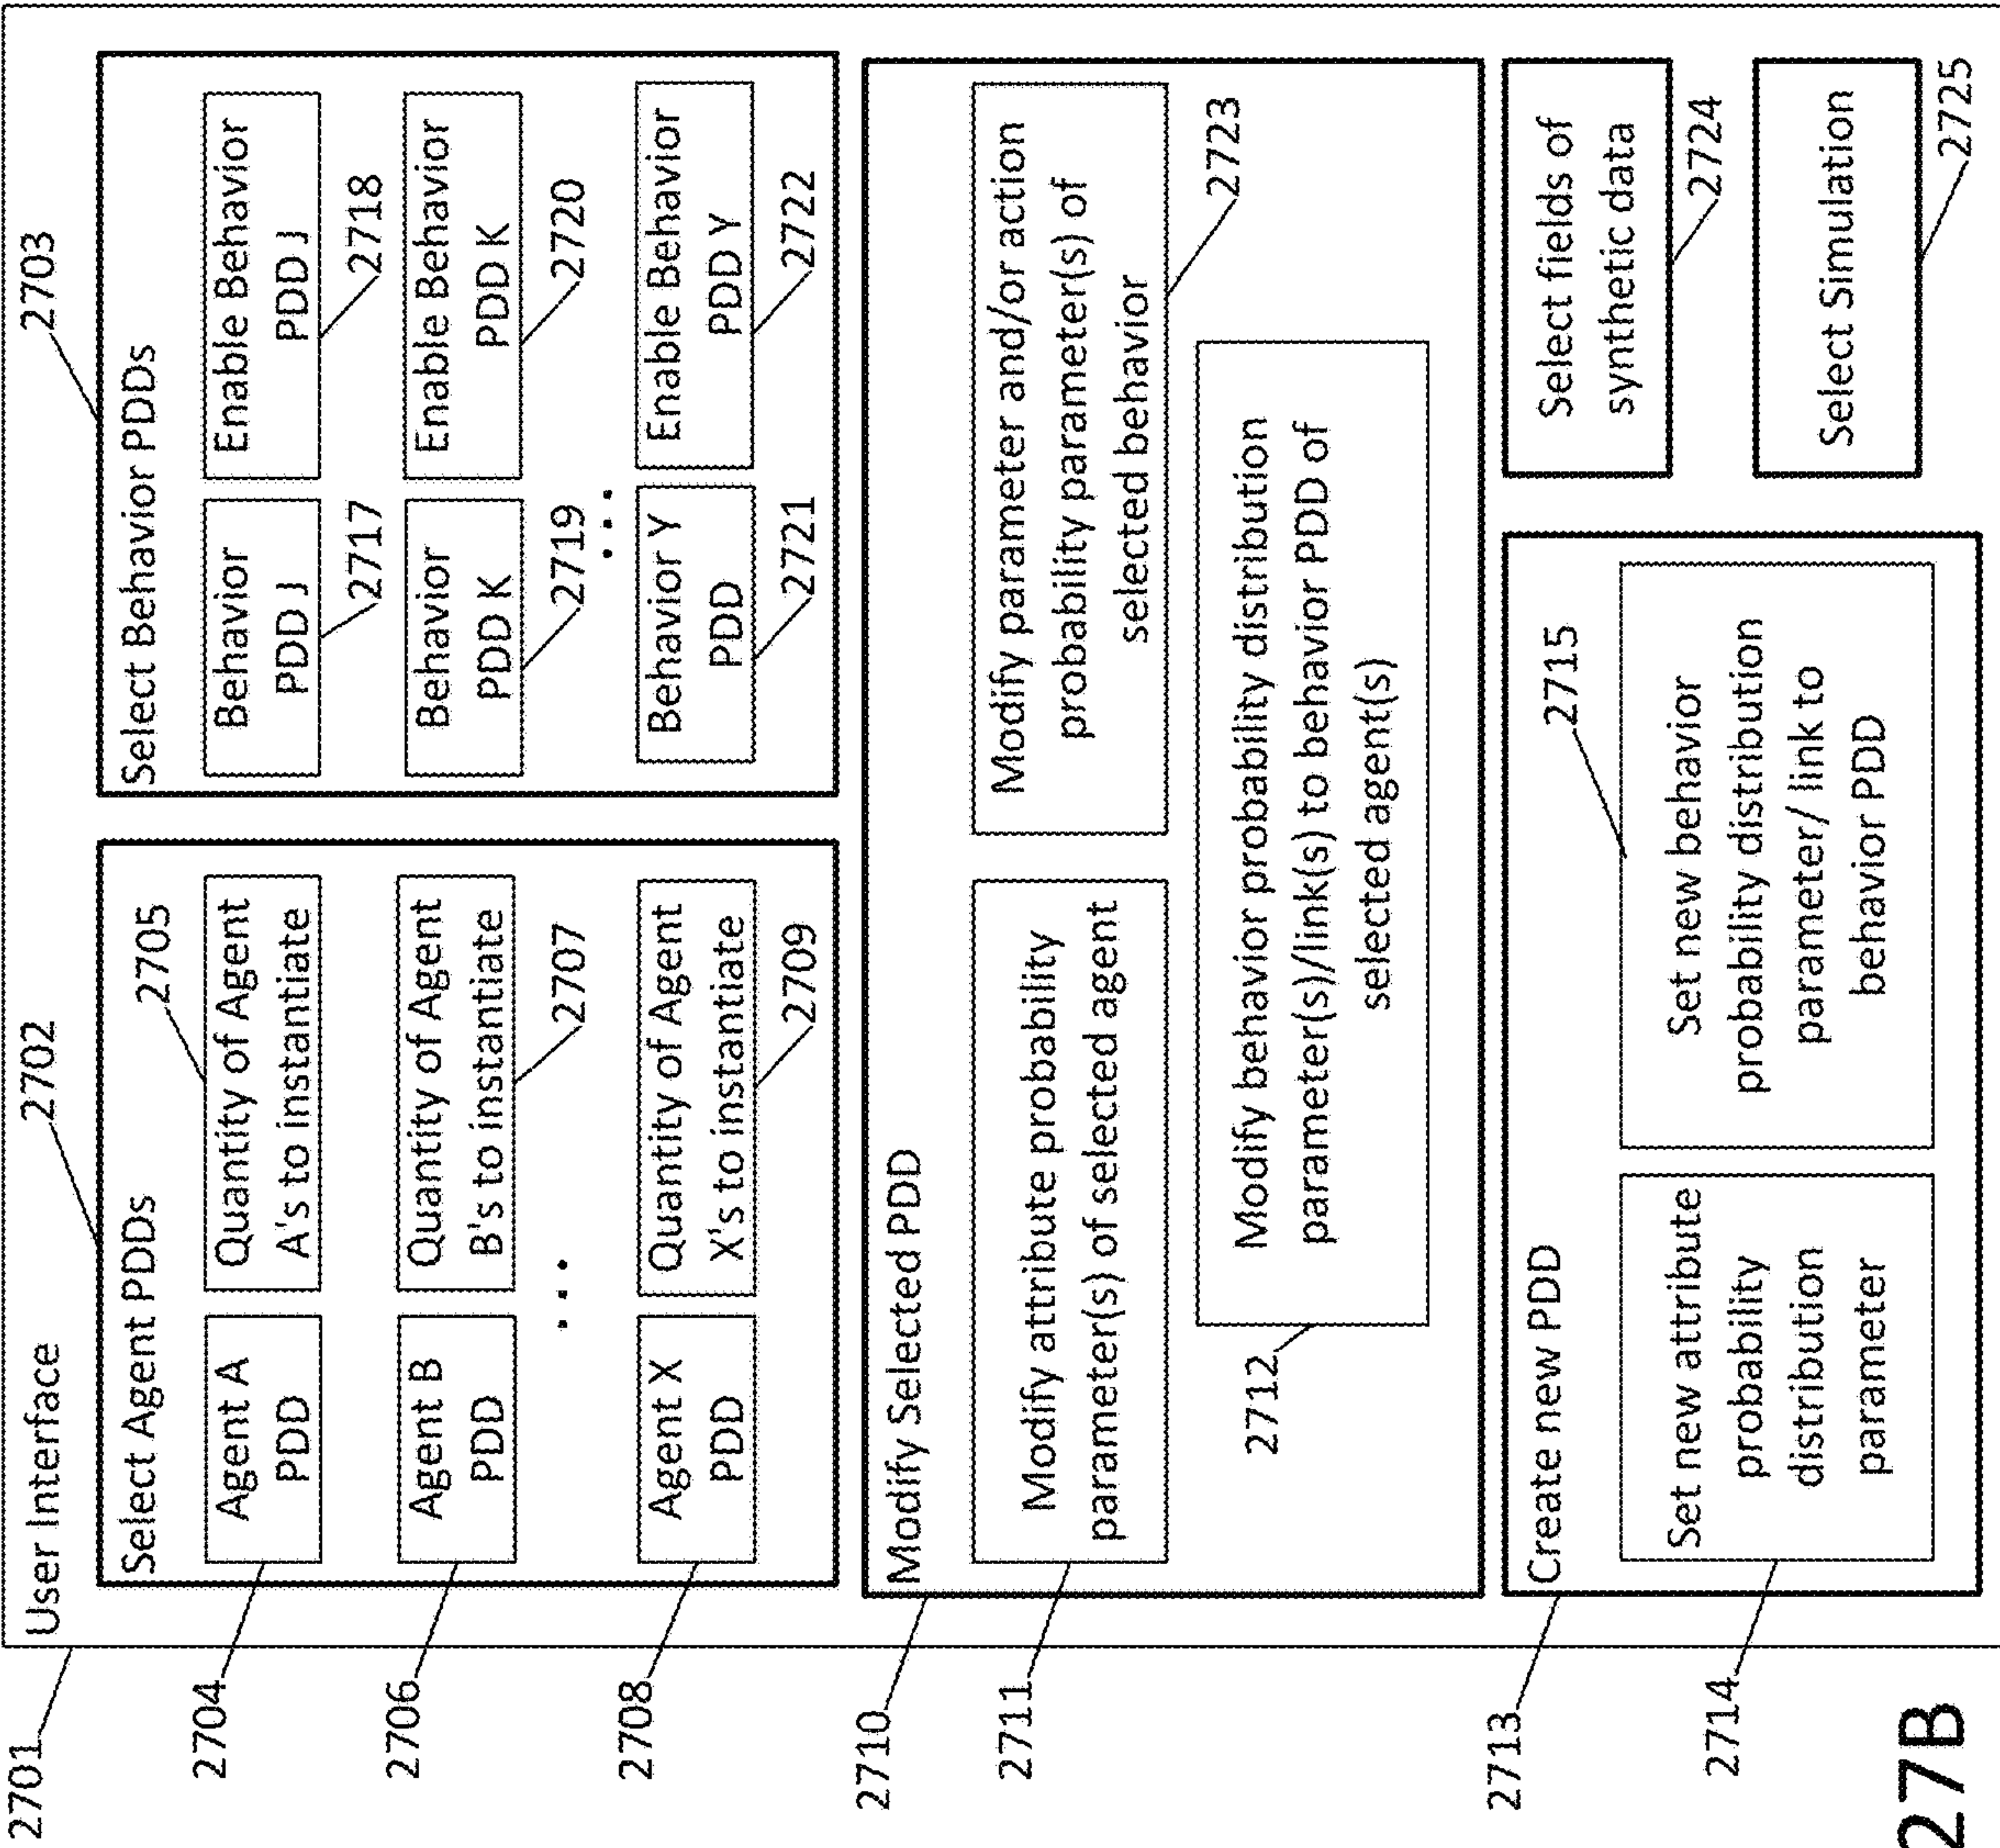 2701
User Interface
2702
Select Agent PDDs
2704
Agent A
PDD
2705
Quantity of Agent
A's to instantiate
2706
Agent B
PDD
Quantity of Agent
B's to instantiate
2707
...
2708
Agent X
PDD
Quantity of Agent
X's to instantiate
2709
2703
Select Behavior PDDs
Behavior
PDD J
2717
Enable Behavior
PDD J
2718
Behavior
PDD K
2719
Enable Behavior
PDD K
2720
...
Behavior Y
PDD
2721
Enable Behavior
PDD Y
2722
2710
Modify Selected PDD
2711
Modify attribute probability
parameter(s) of selected agent
Modify parameter and/or action
probability parameter(s) of
selected behavior
2723
2712
Modify behavior probability distribution
parameter(s)/link(s) to behavior PDD of
selected agent(s)
2713
Create new PDD
2714
Set new attribute
probability
distribution
parameter
2715
Set new behavior
probability distribution
parameter/ link to
behavior PDD
Select fields of
synthetic data
2724
Select Simulation
2725
27B